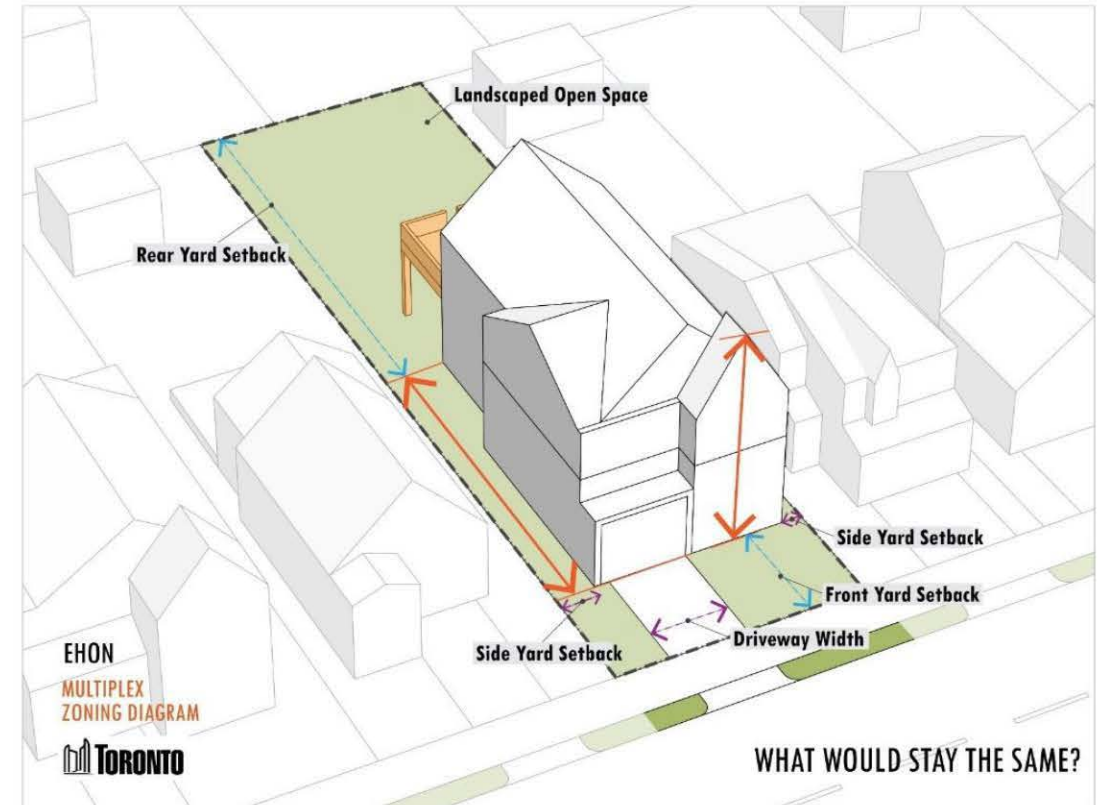 Landscaped Open Space
Rear Yard Setback
Side Yard Setback
Front Yard Setback
Driveway Width
Side Yard Setback
EHON
MULTIPLEX
ZONING DIAGRAM
TORONTO
WHAT WOULD STAY THE SAME?